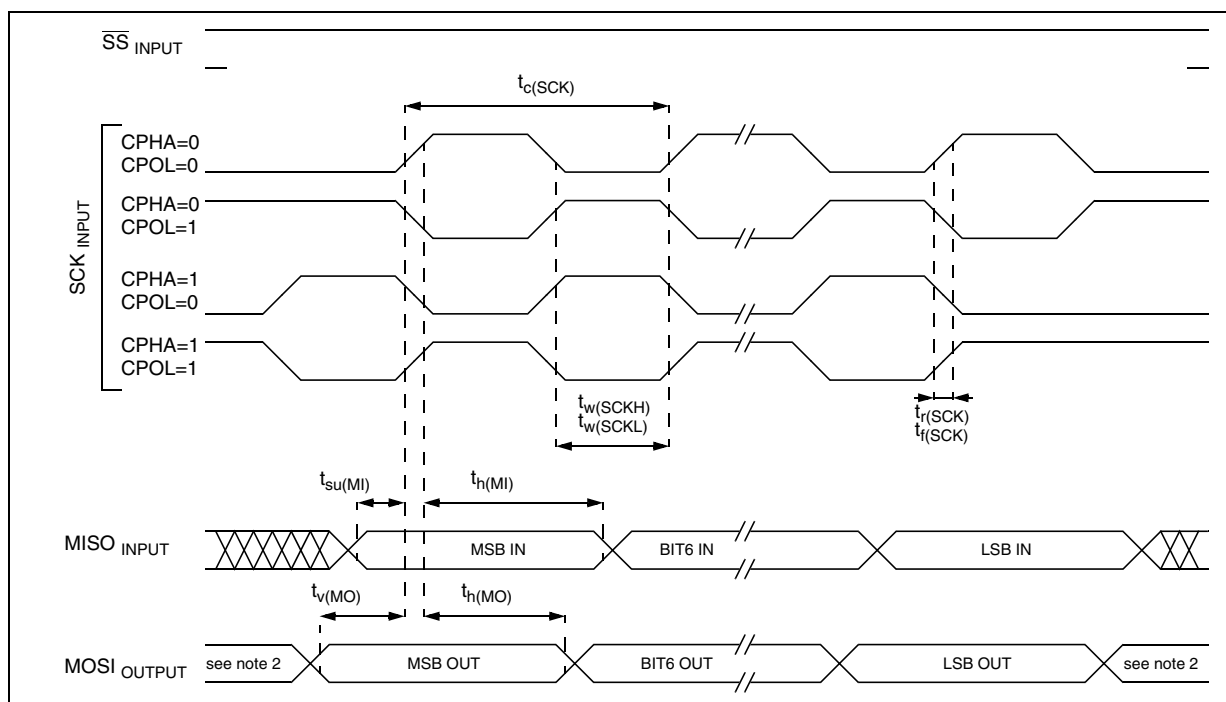 SS INPUT
tc(SCK)
SCK INPUT
CPHA=0
CPOL=0
CPHA=0
CPOL=1
CPHA=1
CPOL=0
CPHA=1
CPOL=1
tw(SCKH)
tw(SCKL)
tr(SCK)
tf(SCK)
tsu(MI)
th(MI)
MISO INPUT
MSB IN
BIT6 IN
LSB IN
tv(MO)
th(MO)
MOSI OUTPUT
see note 2
MSB OUT
BIT6 OUT
LSB OUT
see note 2